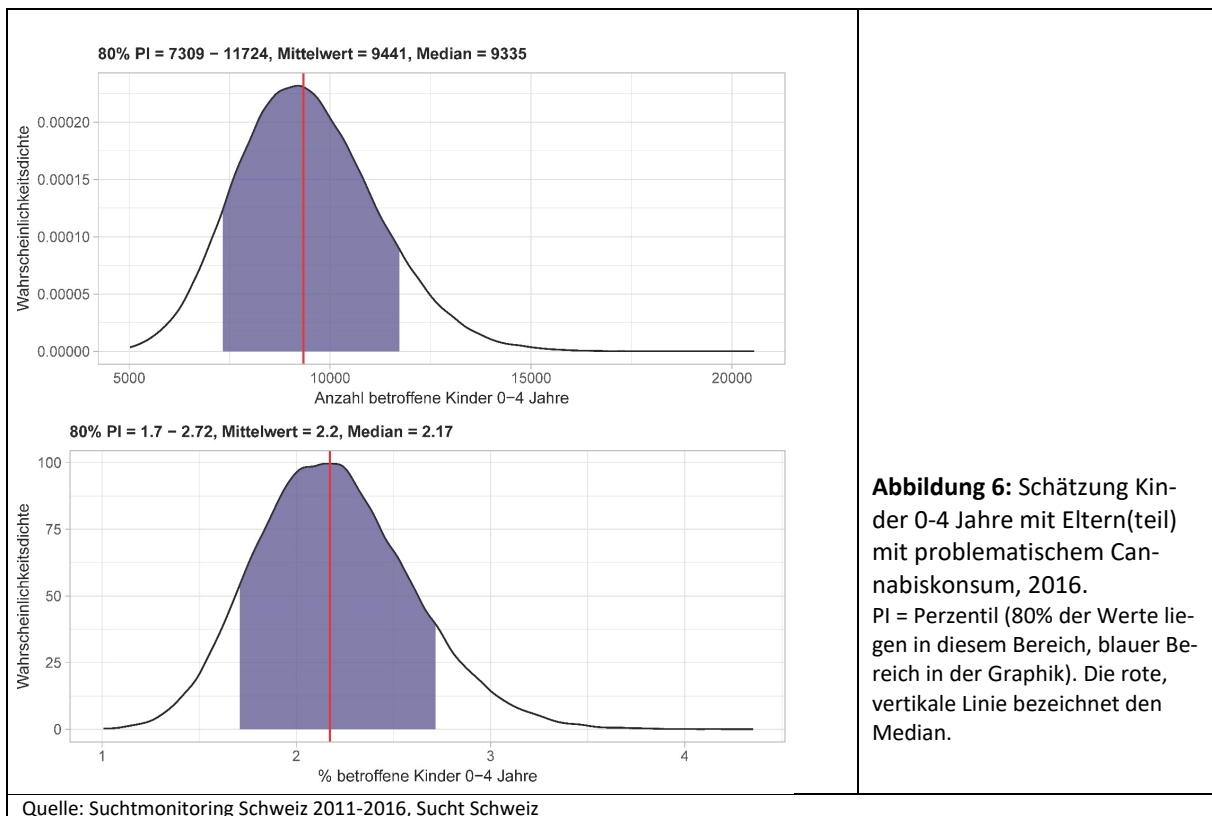 80% PI = 7309 − 11724, Mittelwert = 9441, Median = 9335
Wahrscheinlichkeitsdichte
0.00020
0.00015
0.00010
0.00005
0.00000
5000 10000 15000 20000
Anzahl betroffene Kinder 0−4 Jahre
80% PI = 1.7 − 2.72, Mittelwert = 2.2, Median = 2.17
Wahrscheinlichkeitsdichte
100
75
50
25
0
1 2 3 4
% betroffene Kinder 0−4 Jahre
Abbildung 6: Schätzung Kin-
der 0-4 Jahre mit Eltern(teil)
mit problematischem Can-
nabiskonsum, 2016.
PI = Perzentil (80% der Werte lie-
gen in diesem Bereich, blauer Be-
reich in der Graphik). Die rote,
vertikale Linie bezeichnet den
Median.
Quelle: Suchtmonitoring Schweiz 2011-2016, Sucht Schweiz